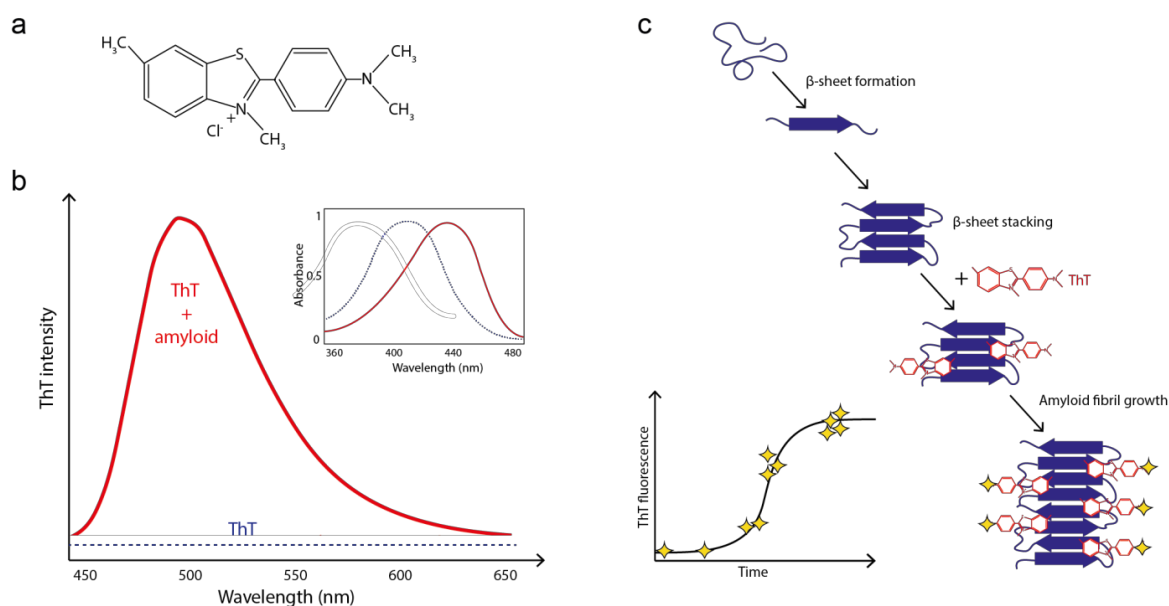 a
H₃C
S
N
+
Cl⁻
CH₃
N
CH₃
CH₃
b
ThT intensity
ThT
+
amyloid
ThT
450 500 550 600 650
Wavelength (nm)
Absorbance
1
0.5
0
360 400 440 480
Wavelength (nm)
c
β-sheet formation
β-sheet stacking
+ ThT
Amyloid fibril growth
ThT fluorescence
Time